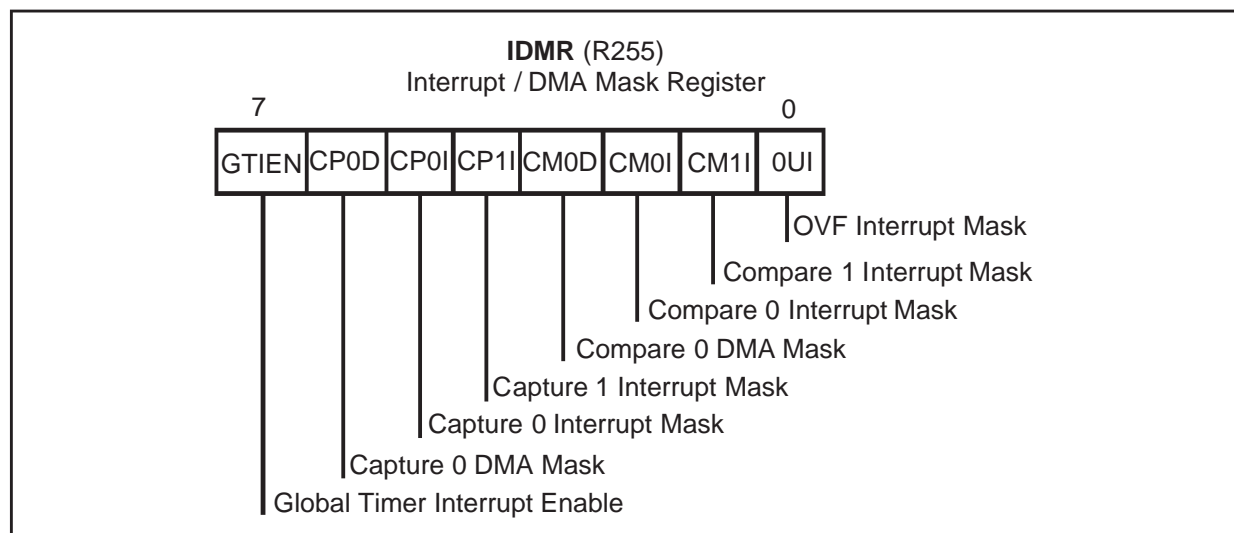 IDMR (R255)
Interrupt / DMA Mask Register
7 0
GTIEN CP0D CP0I CP1I CM0D CM0I CM1I 0UI
OVF Interrupt Mask
Compare 1 Interrupt Mask
Compare 0 Interrupt Mask
Compare 0 DMA Mask
Capture 1 Interrupt Mask
Capture 0 Interrupt Mask
Capture 0 DMA Mask
Global Timer Interrupt Enable